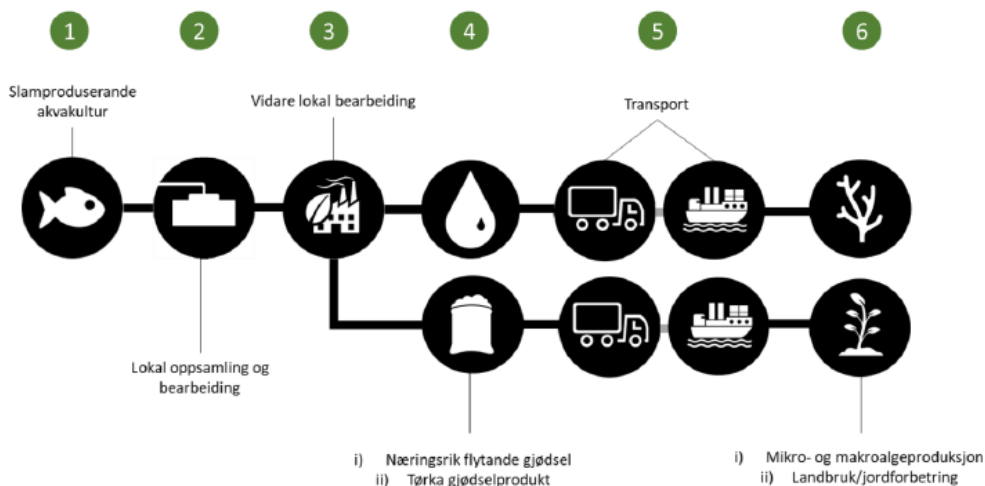 1 2 3 4 5 6
Slamproduserande
akvakultur
Vidare lokal bearbeiding
Transport
Lokal oppsamling og
bearbeiding
i) Næringsrik flytande gjødsel
ii) Tørka gjødselprodukt
i) Mikro- og makroalgeproduksjon
ii) Landbruk/jordforbetring